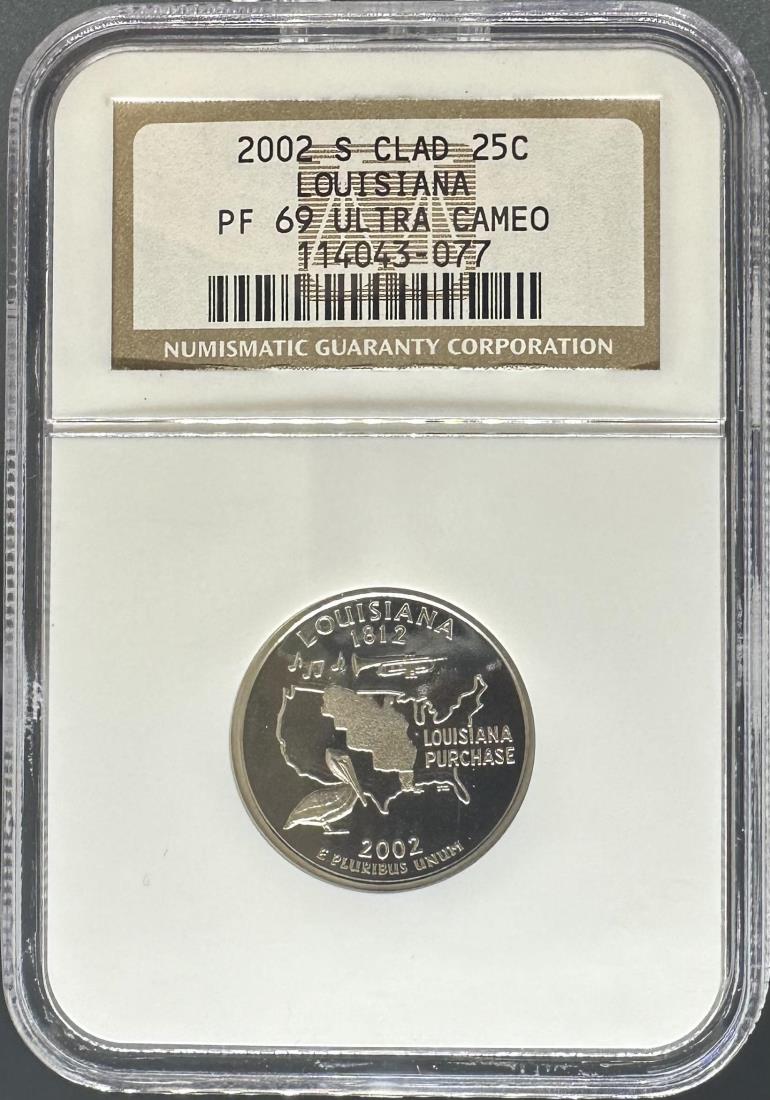 2002 S CLAD 25C
LOUISIANA
PF 69 ULTRA CAMEO
114043-077
NUMISMATIC GUARANTY CORPORATION
LOUISIANA
1812
LOUISIANA
PURCHASE
2002
E PLURIBUS UNUM